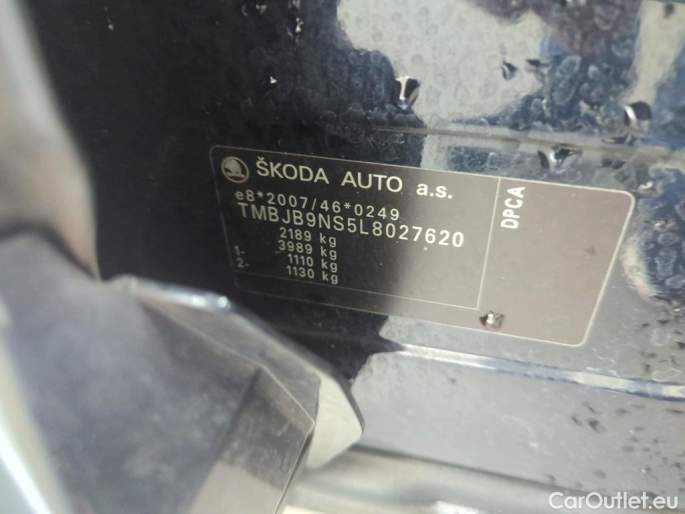 ŠKODA AUTO a.s.
e8*2007/46*0249
TMBJB9NS5L8027620
2189 kg
1- 3989 kg
2- 1110 kg
1130 kg
DPCA
CarOutlet.eu